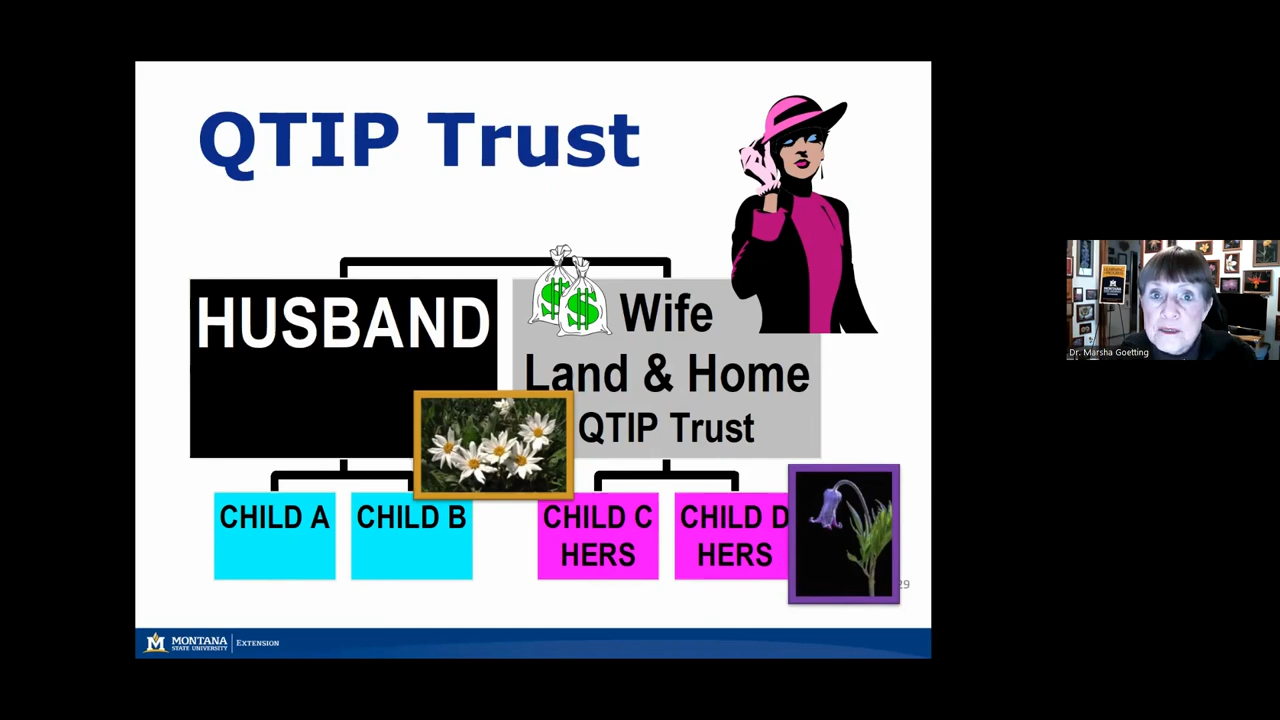 QTIP Trust
HUSBAND
$
$
Wife
Land & Home
QTIP Trust
CHILD A
CHILD B
CHILD C
HERS
CHILD D
HERS
29
M
MONTANA
STATE UNIVERSITY
EXTENSION
Dr. Marsha Goetting